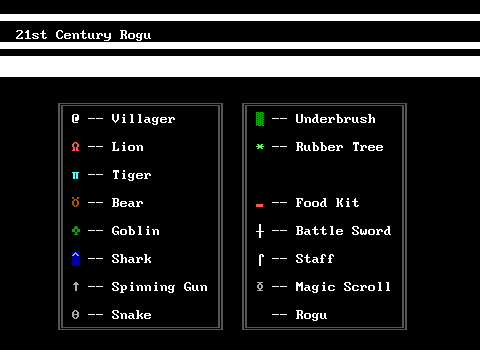 21st Century Rogu
@ -- Villager
Ω -- Lion
π -- Tiger
Ö -- Bear
♣ -- Goblin
^ -- Shark
↑ -- Spinning Gun
θ -- Snake
▒ -- Underbrush
* -- Rubber Tree
▬ -- Food Kit
┼ -- Battle Sword
⌠ -- Staff
Φ -- Magic Scroll
-- Rogu